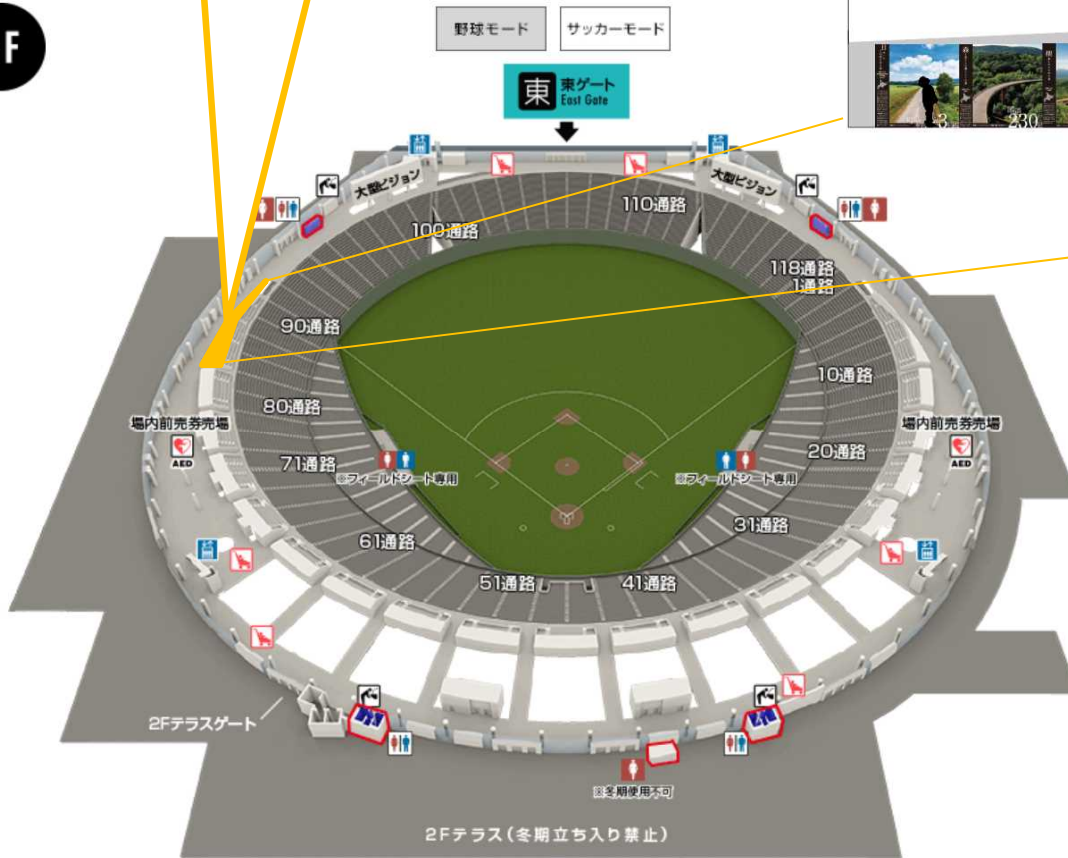 F
野球モード
サッカーモード
東
東ゲート
East Gate
3
230
大型ビジョン
大型ビジョン
100通路
110通路
118通路
1通路
90通路
10通路
80通路
場内前売券売場
AED
場内前売券売場
AED
71通路
20通路
※フィールドシート専用
※フィールドシート専用
61通路
31通路
51通路
41通路
2Fテラスゲート
※冬期使用不可
2Fテラス(冬期立ち入り禁止)